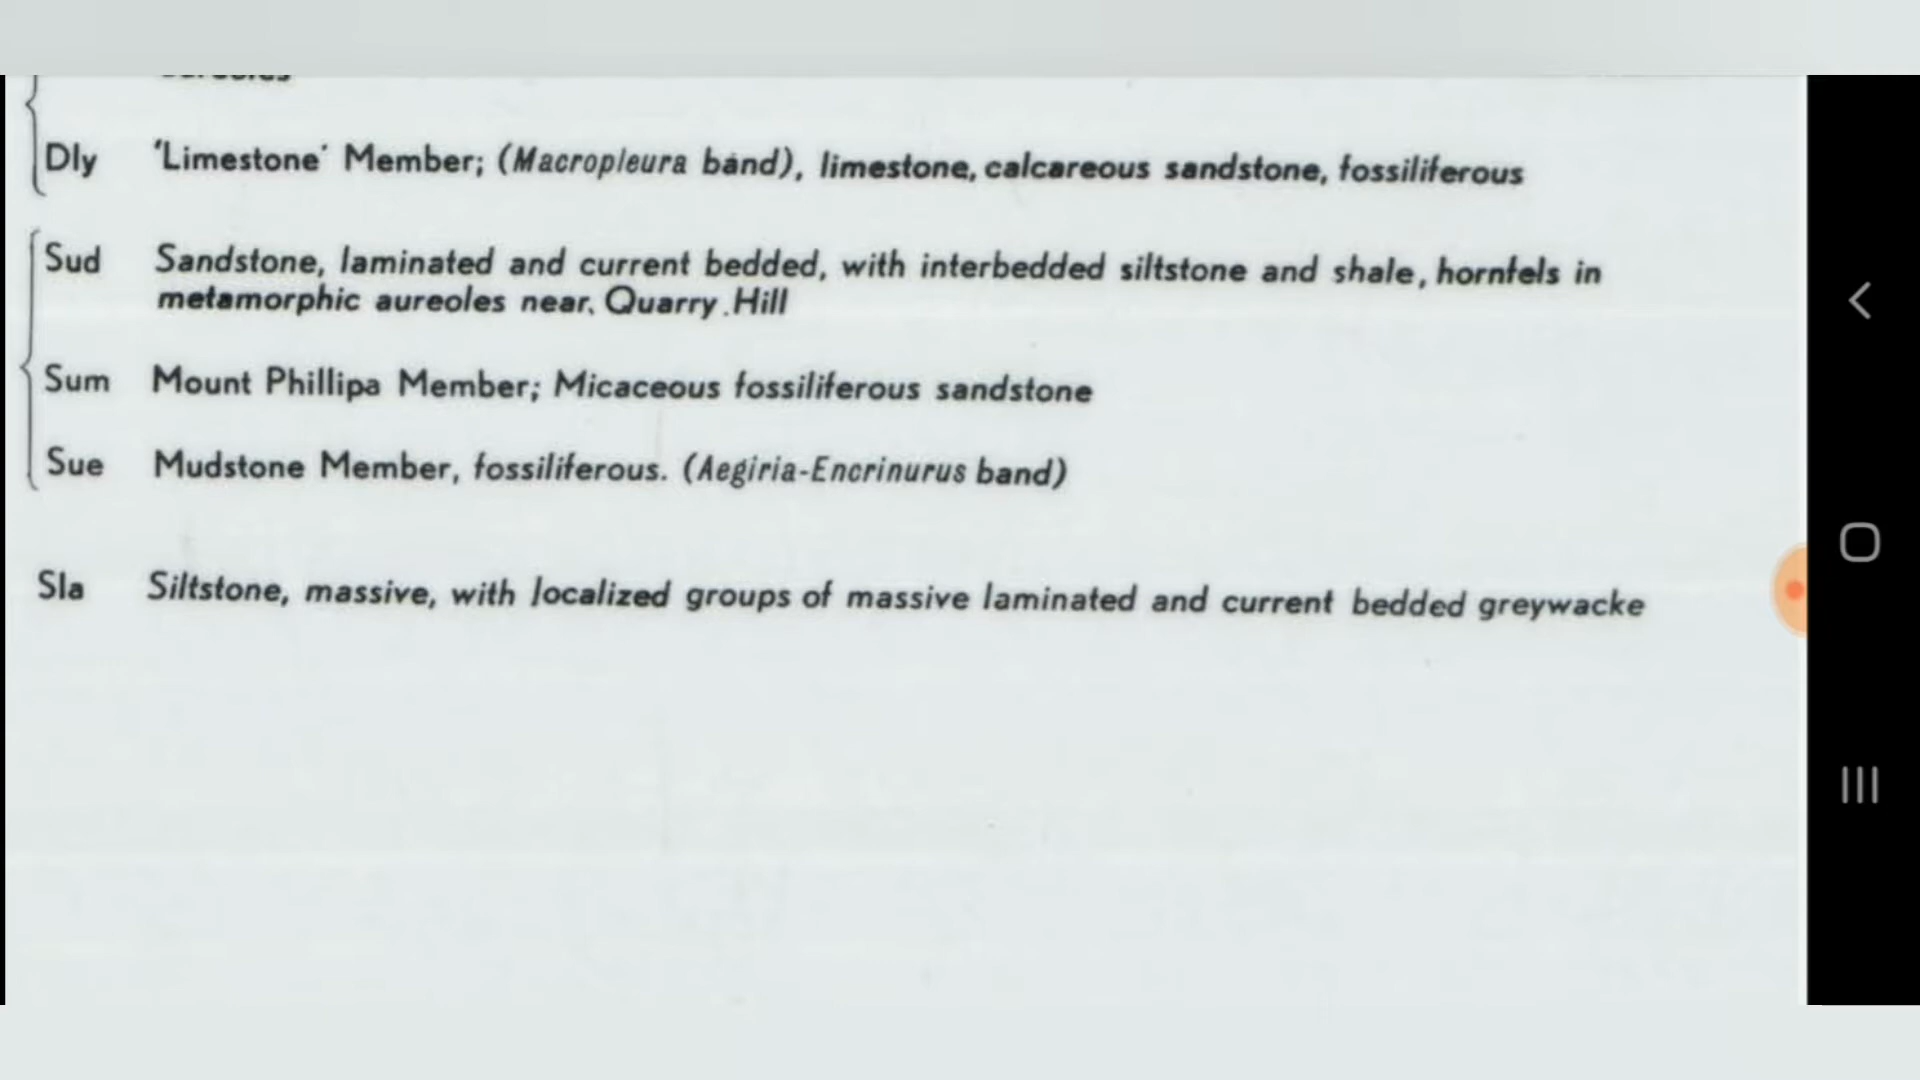 Dly 'Limestone' Member; (Macropleura band), limestone, calcareous sandstone, fossiliferous
Sud Sandstone, laminated and current bedded, with interbedded siltstone and shale, hornfels in
metamorphic aureoles near. Quarry .Hill
Sum Mount Phillipa Member; Micaceous fossiliferous sandstone
Sue Mudstone Member, fossiliferous. (Aegiria-Encrinurus band)
Sla Siltstone, massive, with localized groups of massive laminated and current bedded greywacke